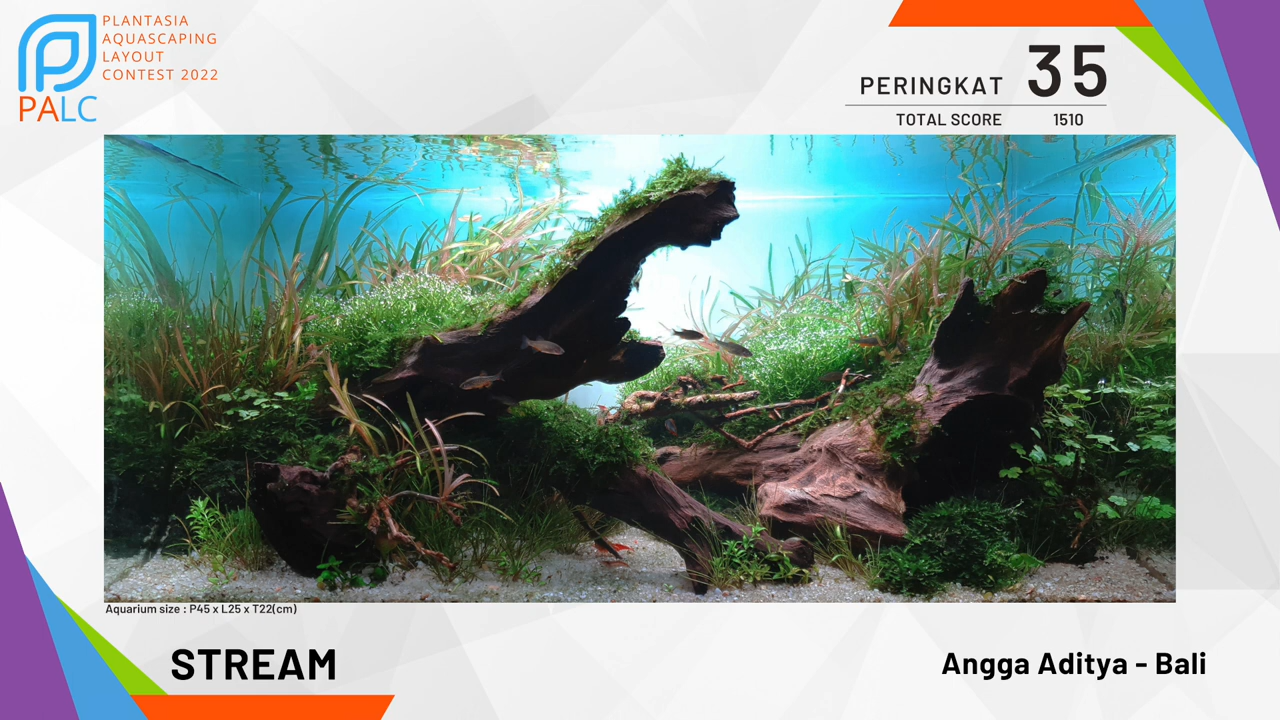 PLANTASIA
AQUASCAPING
LAYOUT
CONTEST 2022
PALC
PERINGKAT 35
TOTAL SCORE 1510
Aquarium size : P45 x L25 x T22(cm)
STREAM
Angga Aditya - Bali